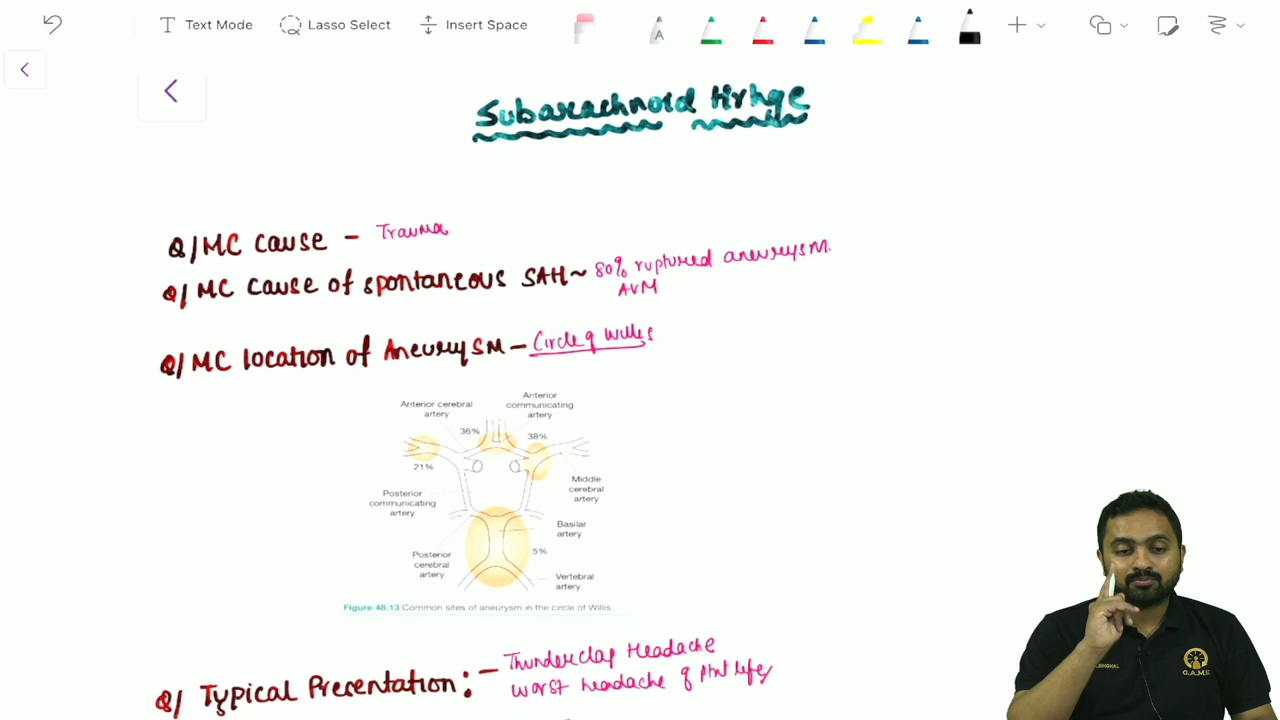 Text Mode Lasso Select Insert Space
Subarachnoid Hrhge
Q/ MC cause - Trauma
Q/ MC cause of spontaneous SAH ~ 80% ruptured aneurysm.
AVM
Q/ MC location of Aneurysm - Circle of Willis
Anterior cerebral artery
Anterior communicating artery
36%
38%
21%
Middle cerebral artery
Posterior communicating artery
Basilar artery
5%
Posterior cerebral artery
Vertebral artery
Figure 48.13 Common sites of aneurysm in the circle of Willis.
Q/ Typical Presentation: - Thunderclap Headache
worst headache of ptnt life
G.A.M.E